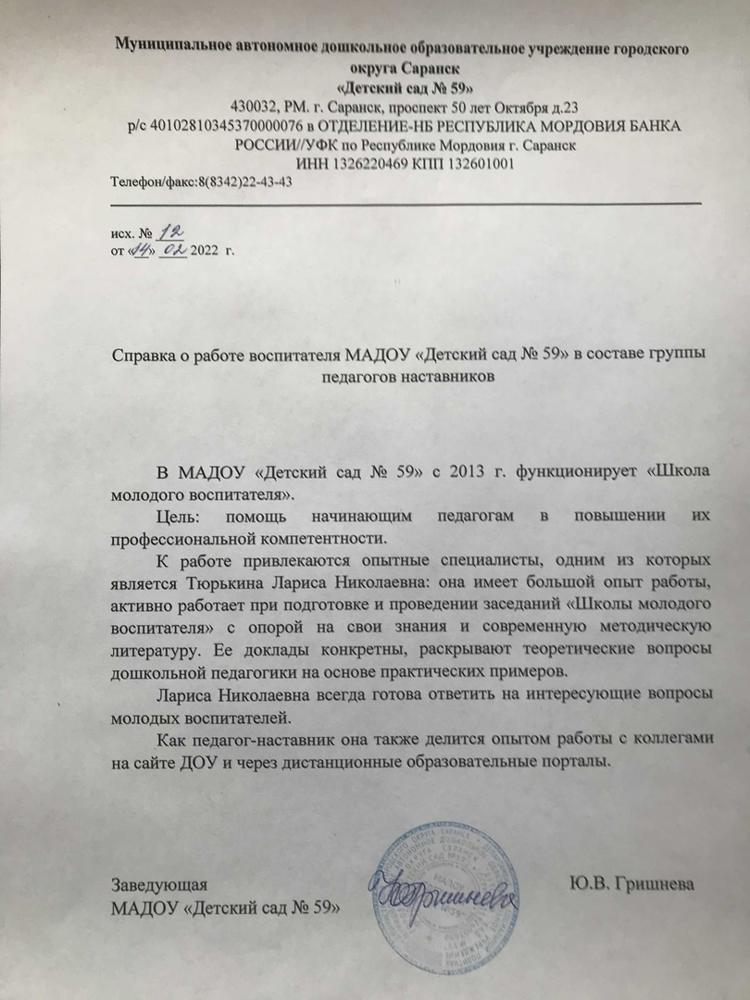 Муниципальное автономное дошкольное образовательное учреждение городского
округа Саранск
«Детский сад № 59»
430032, РМ. г. Саранск, проспект 50 лет Октября д.23
р/с 40102810345370000076 в ОТДЕЛЕНИЕ-НБ РЕСПУБЛИКА МОРДОВИЯ БАНКА
РОССИИ//УФК по Республике Мордовия г. Саранск
ИНН 1326220469 КПП 132601001
Телефон/факс:8(8342)22-43-43
исх. № 12
от «14» 02 2022 г.
Справка о работе воспитателя МАДОУ «Детский сад № 59» в составе группы
педагогов наставников
В МАДОУ «Детский сад № 59» с 2013 г. функционирует «Школа
молодого воспитателя».
Цель: помощь начинающим педагогам в повышении их
профессиональной компетентности.
К работе привлекаются опытные специалисты, одним из которых
является Тюрькина Лариса Николаевна: она имеет большой опыт работы,
активно работает при подготовке и проведении заседаний «Школы молодого
воспитателя» с опорой на свои знания и современную методическую
литературу. Ее доклады конкретны, раскрывают теоретические вопросы
дошкольной педагогики на основе практических примеров.
Лариса Николаевна всегда готова ответить на интересующие вопросы
молодых воспитателей.
Как педагог-наставник она также делится опытом работы с коллегами
на сайте ДОУ и через дистанционные образовательные порталы.
Заведующая
МАДОУ «Детский сад № 59»
Ю.В. Гришнева